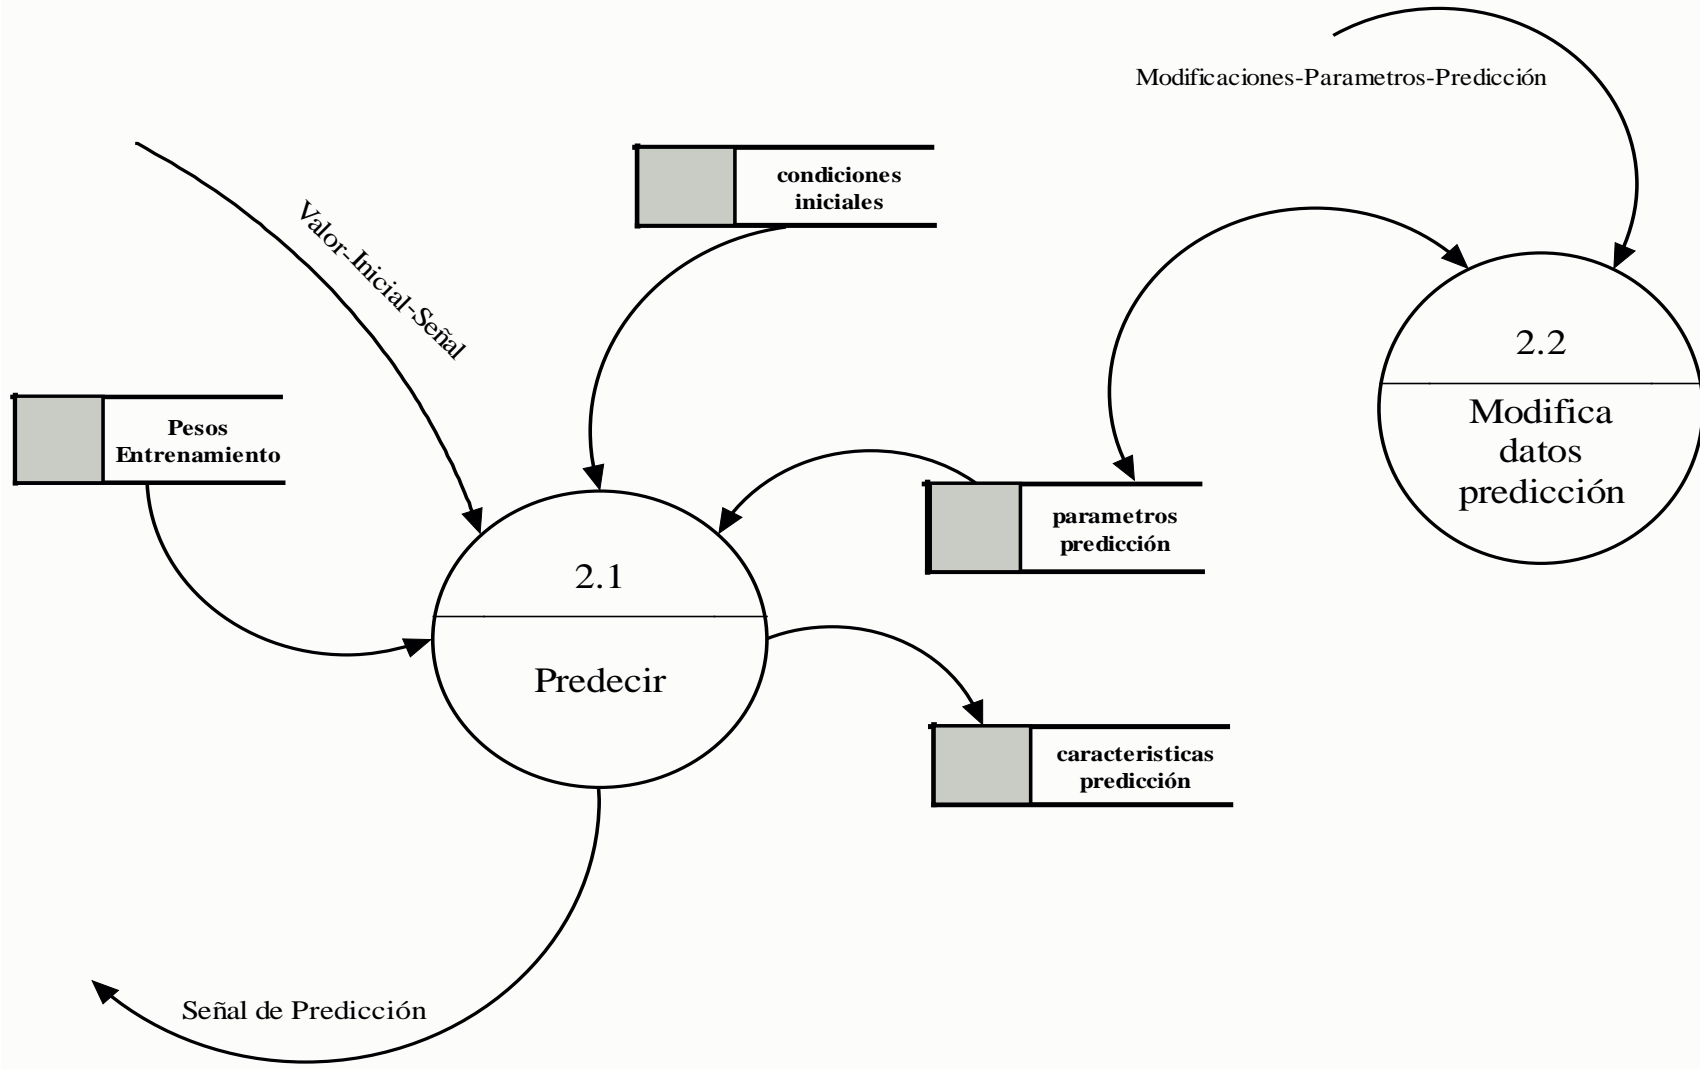 Modificaciones-Parametros-Predicción
condiciones
iniciales
Valor-Inicial-Señal
2.2
Modifica
datos
predicción
Pesos
Entrenamiento
parametros
predicción
2.1
Predecir
caracteristicas
predicción
Señal de Predicción